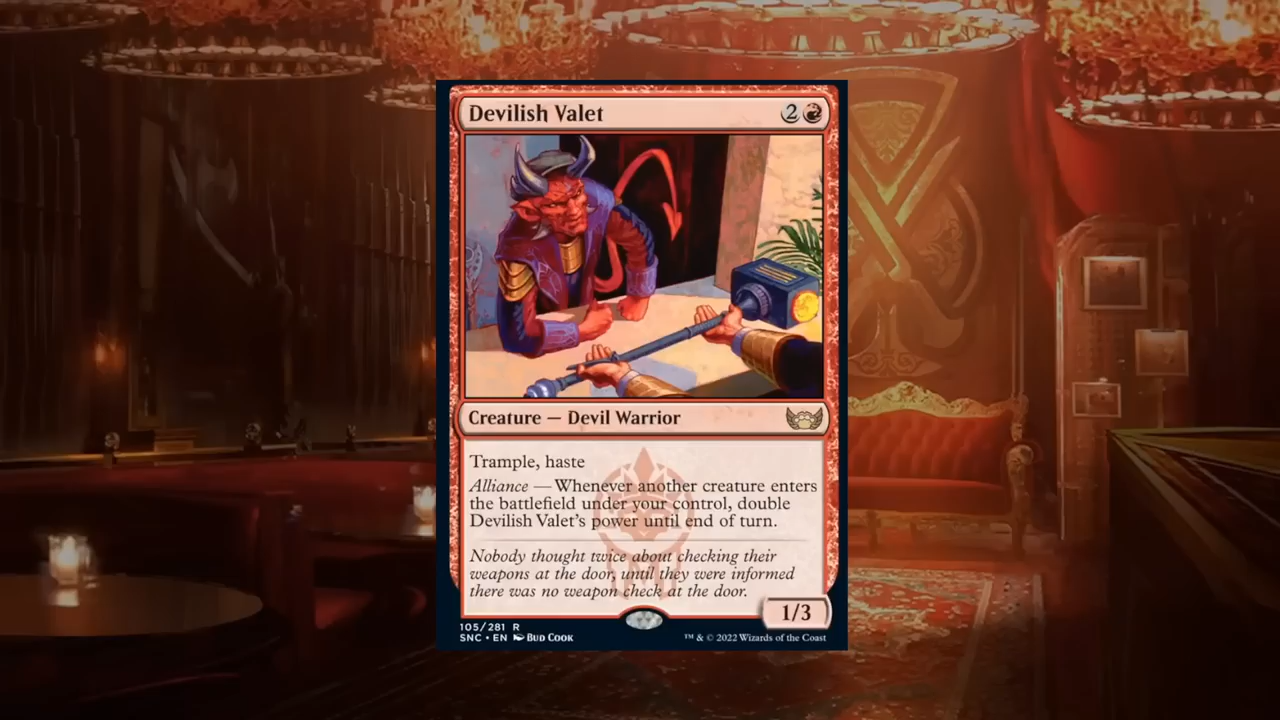 Devilish Valet 2
Creature — Devil Warrior
Trample, haste
Alliance — Whenever another creature enters
the battlefield under your control, double
Devilish Valet's power until end of turn.
Nobody thought twice about checking their
weapons at the door, until they were informed
there was no weapon check at the door.
1/3
105/281 R
SNC • EN Bud Cook
™ & © 2022 Wizards of the Coast